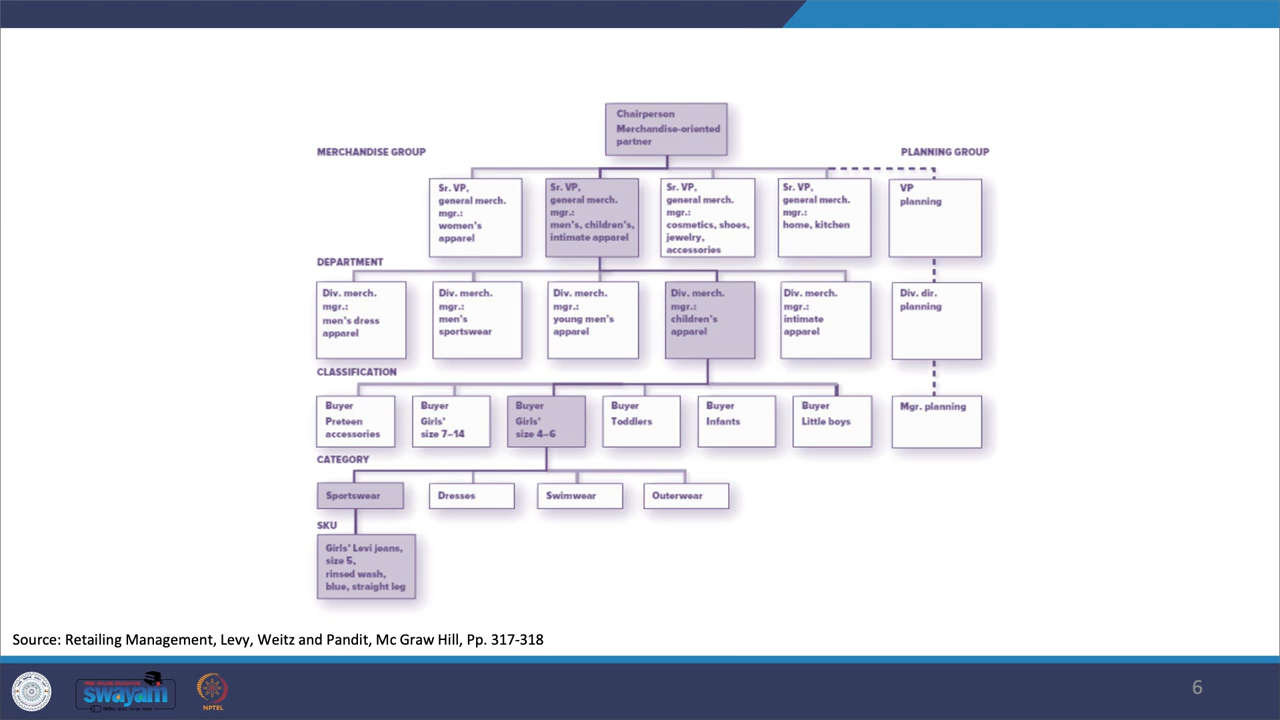 Chairperson
Merchandise-oriented
partner
MERCHANDISE GROUP
PLANNING GROUP
Sr. VP,
general merch.
mgr.:
women's
apparel
Sr. VP,
general merch.
mgr.:
men's, children's,
intimate apparel
Sr. VP,
general merch.
mgr.:
cosmetics, shoes,
jewelry,
accessories
Sr. VP,
general merch.
mgr.:
home, kitchen
VP
planning
DEPARTMENT
Div. merch.
mgr.:
men's dress
apparel
Div. merch.
mgr.:
men's
sportswear
Div. merch.
mgr.:
young men's
apparel
Div. merch.
mgr.:
children's
apparel
Div. merch.
mgr.:
intimate
apparel
Div. dir.
planning
CLASSIFICATION
Buyer
Preteen
accessories
Buyer
Girls'
size 7–14
Buyer
Girls'
size 4–6
Buyer
Toddlers
Buyer
Infants
Buyer
Little boys
Mgr. planning
CATEGORY
Sportswear
Dresses
Swimwear
Outerwear
SKU
Girls' Levi jeans,
size 5,
rinsed wash,
blue, straight leg
Source: Retailing Management, Levy, Weitz and Pandit, Mc Graw Hill, Pp. 317-318
FREE ONLINE EDUCATION
swayam
NPTEL
6